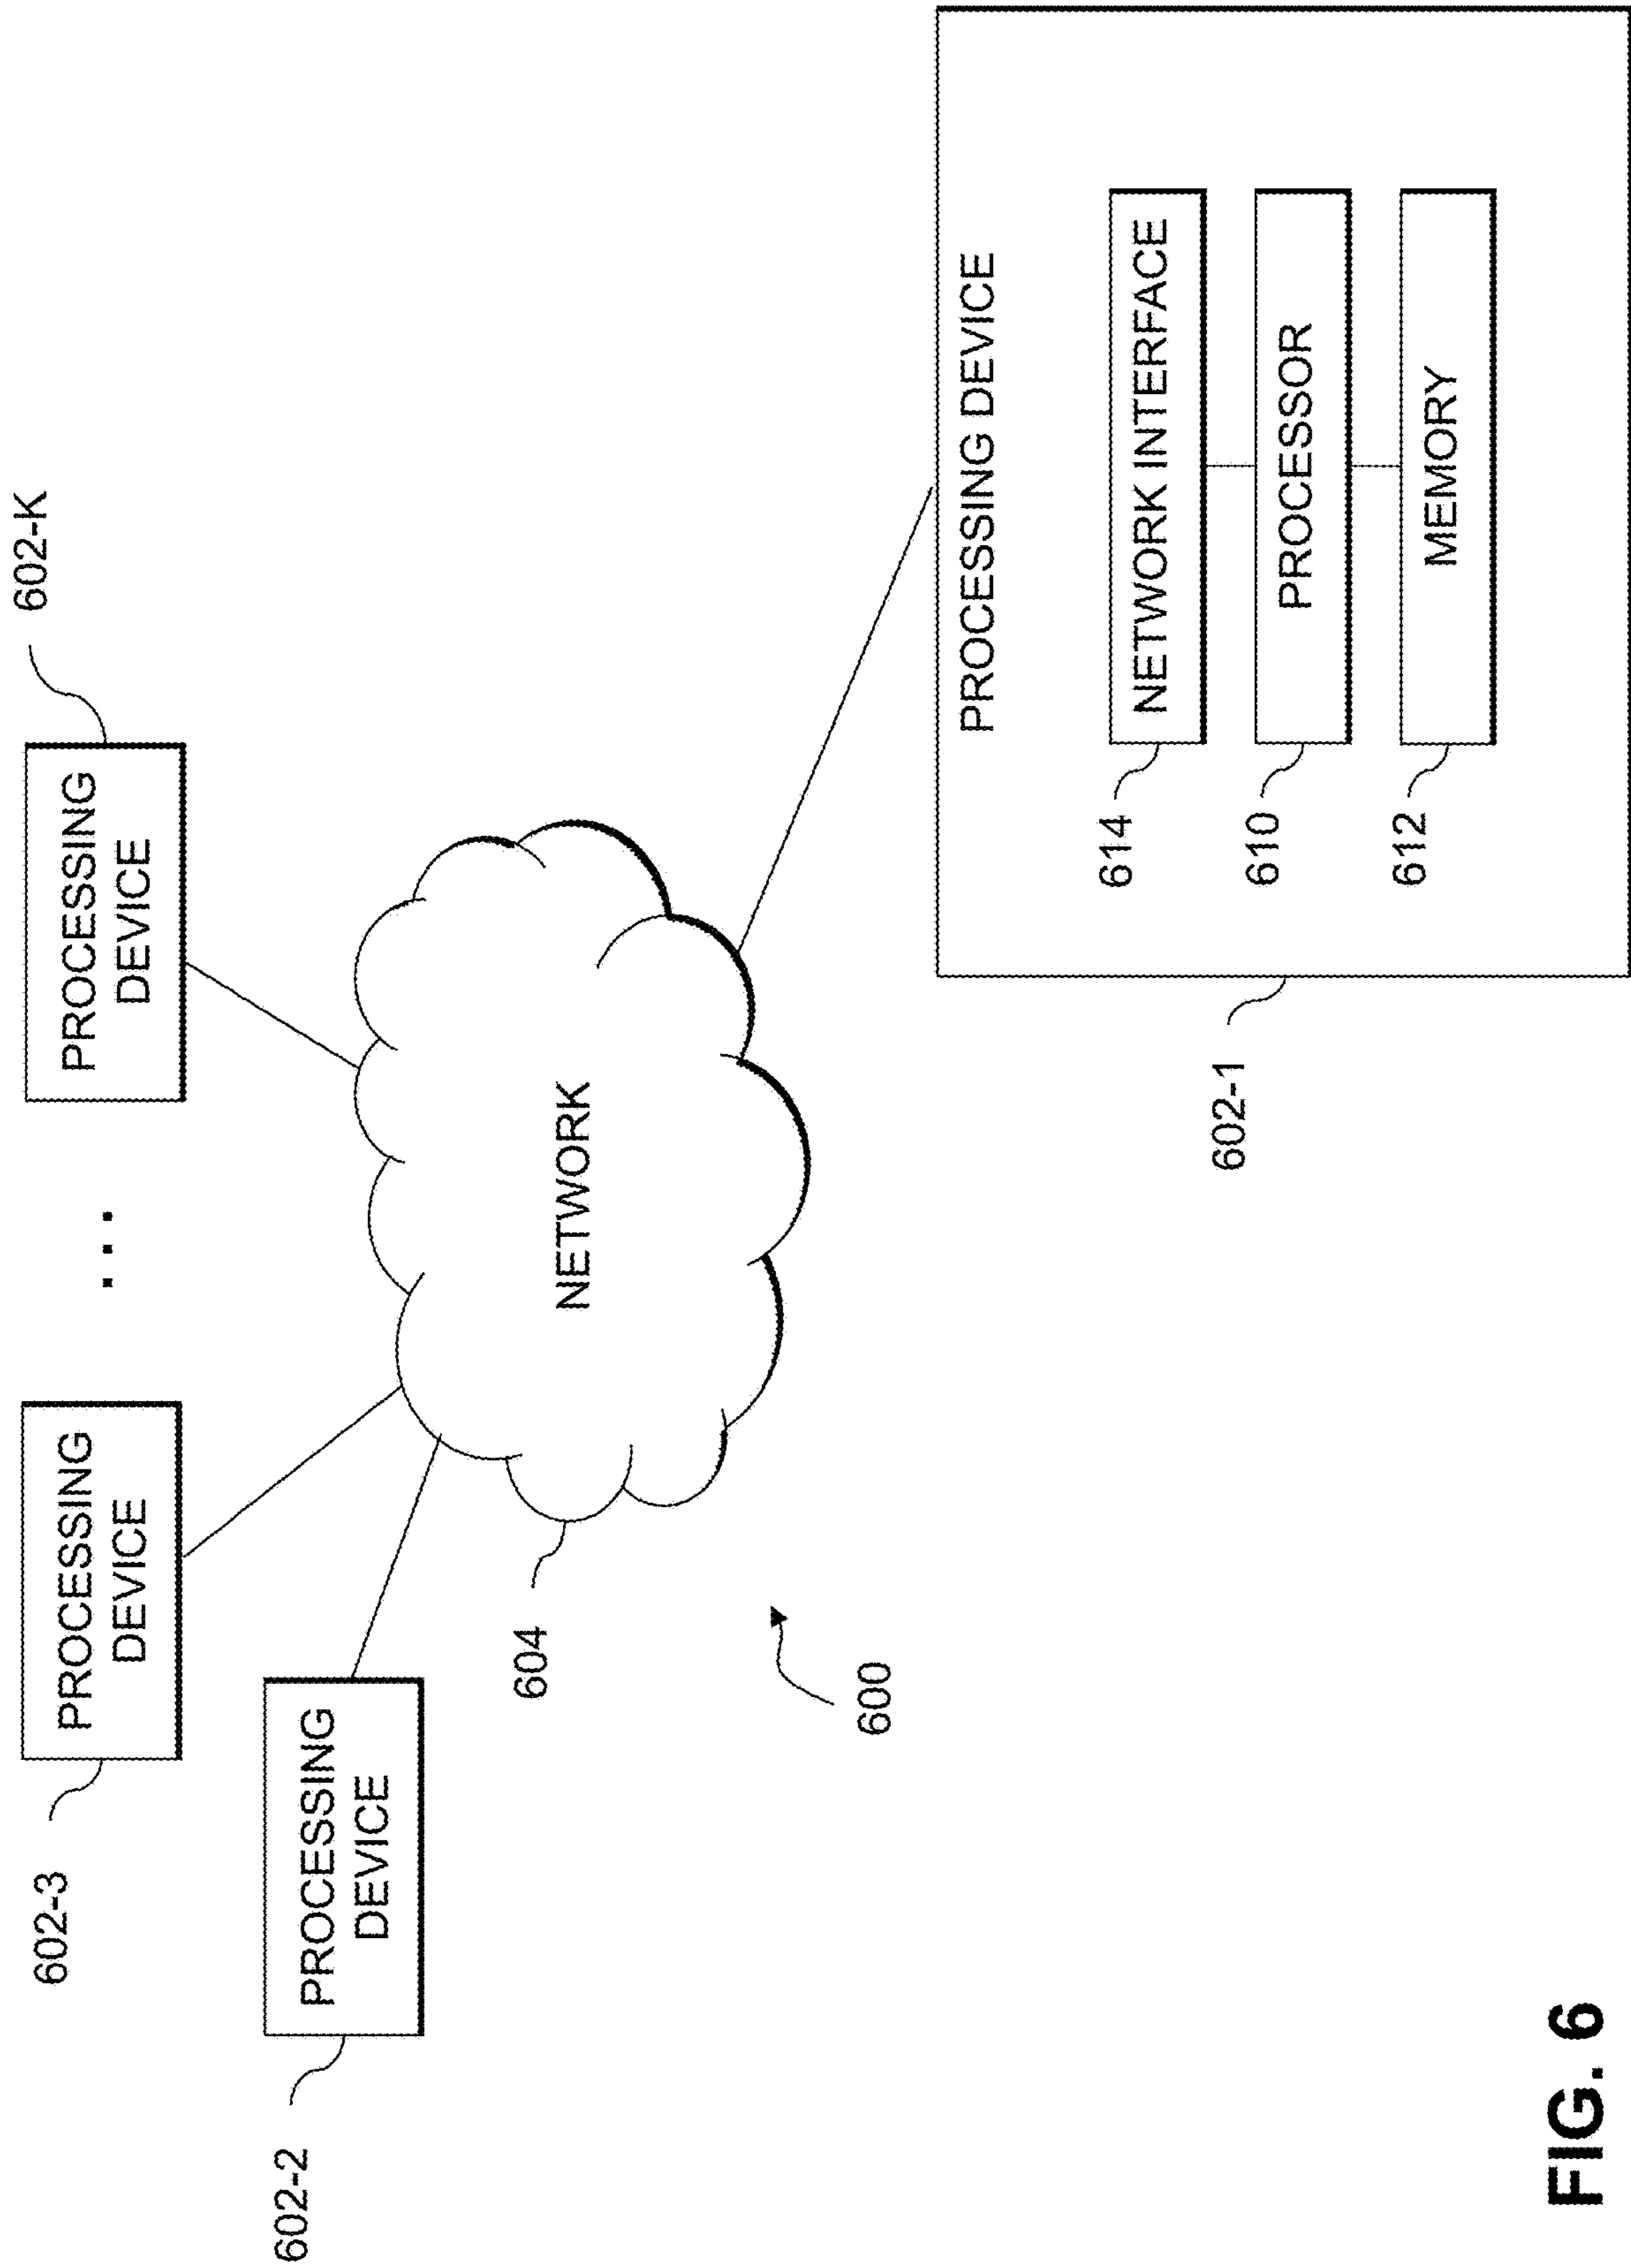 602-2
PROCESSING
DEVICE
602-3
PROCESSING
DEVICE
...
PROCESSING
DEVICE
602-K
604
NETWORK
600
PROCESSING DEVICE
602-1
614
NETWORK INTERFACE
610
PROCESSOR
612
MEMORY
FIG. 6